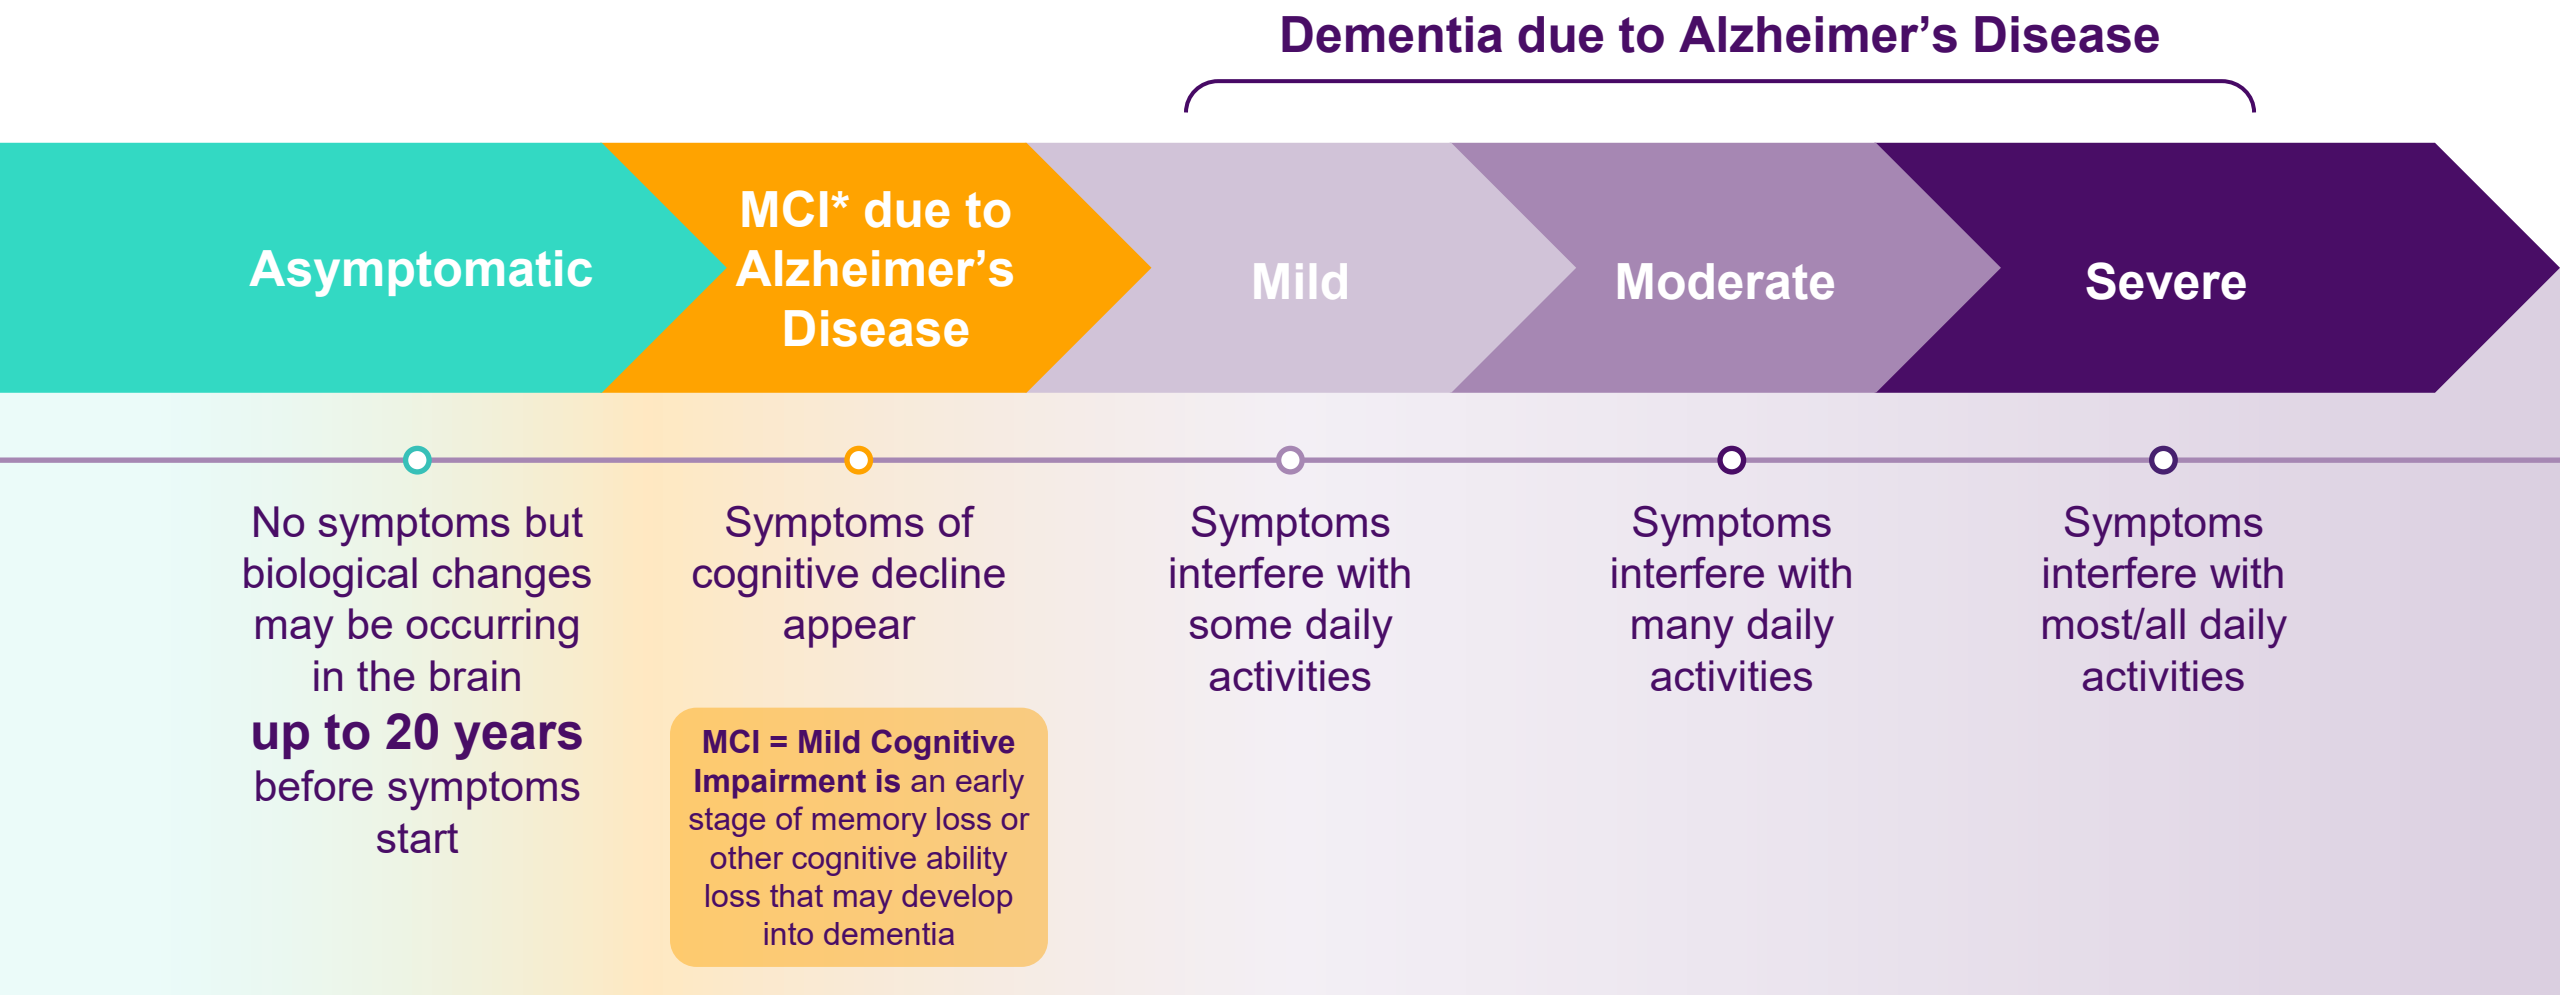 Dementia due to Alzheimer’s Disease
Asymptomatic
MCI* due to
Alzheimer’s
Disease
Mild
Moderate
Severe
No symptoms but
biological changes
may be occurring
in the brain
up to 20 years
before symptoms
start
Symptoms of
cognitive decline
appear
MCI = Mild Cognitive
Impairment is an early
stage of memory loss or
other cognitive ability
loss that may develop
into dementia
Symptoms
interfere with
some daily
activities
Symptoms
interfere with
many daily
activities
Symptoms
interfere with
most/all daily
activities